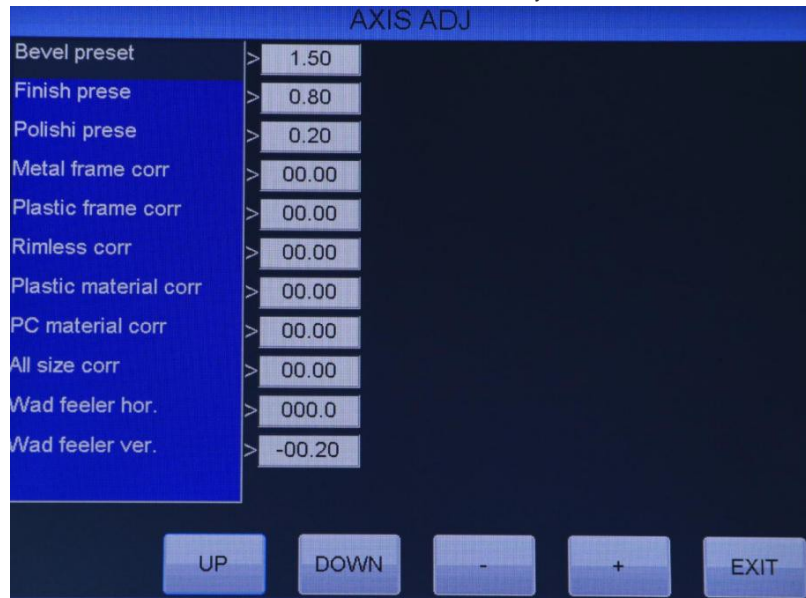 AXIS ADJ
Bevel preset > 1.50
Finish prese > 0.80
Polishi prese > 0.20
Metal frame corr > 00.00
Plastic frame corr > 00.00
Rimless corr > 00.00
Plastic material corr > 00.00
PC material corr > 00.00
All size corr > 00.00
Wad feeler hor. > 000.0
Wad feeler ver. > -00.20
UP DOWN - + EXIT